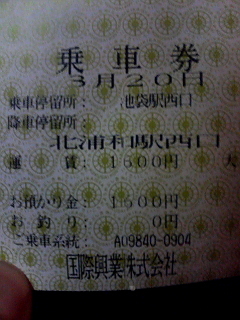 乗車券
3月20日
乗車停留所： 池袋駅西口
降車停留所：
北浦和駅西口
運 賃： 1600円 大
お預かり金： 1600円
お釣り： 0円
ご乗車系統： A09840-0904
国際興業株式会社